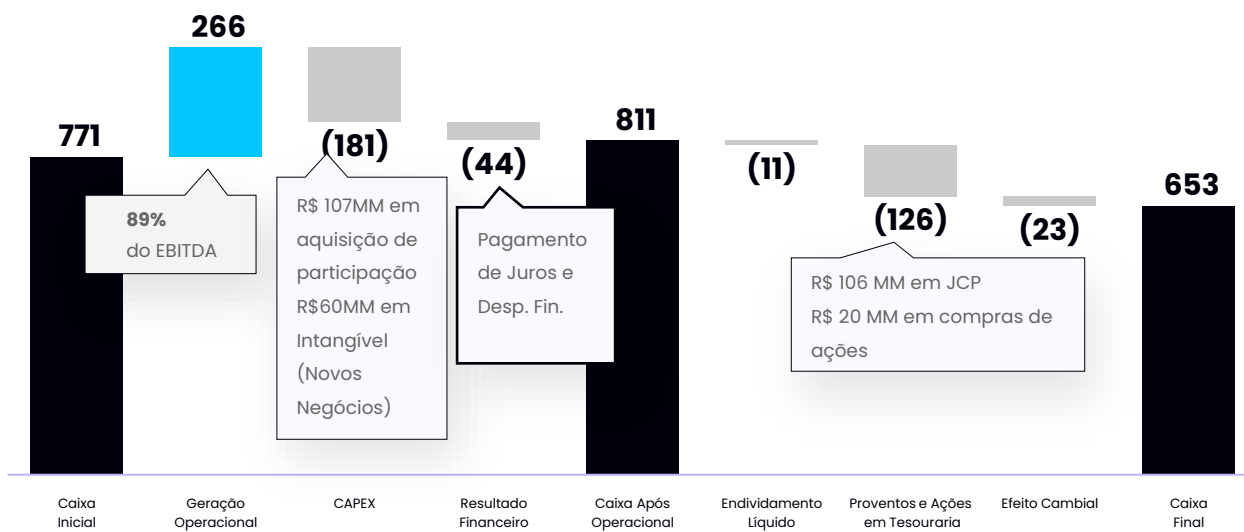 266
771
(181)
(44)
811
(11)
(126)
(23)
653
89%
do EBITDA
R$ 107MM em
aquisição de
participação
R$60MM em
Intangível
(Novos
Negócios)
Pagamento
de Juros e
Desp. Fin.
R$ 106 MM em JCP
R$ 20 MM em compras de
ações
Caixa
Inicial
Geração
Operacional
CAPEX
Resultado
Financeiro
Caixa Após
Operacional
Endividamento
Líquido
Proventos e Ações
em Tesouraria
Efeito Cambial
Caixa
Final